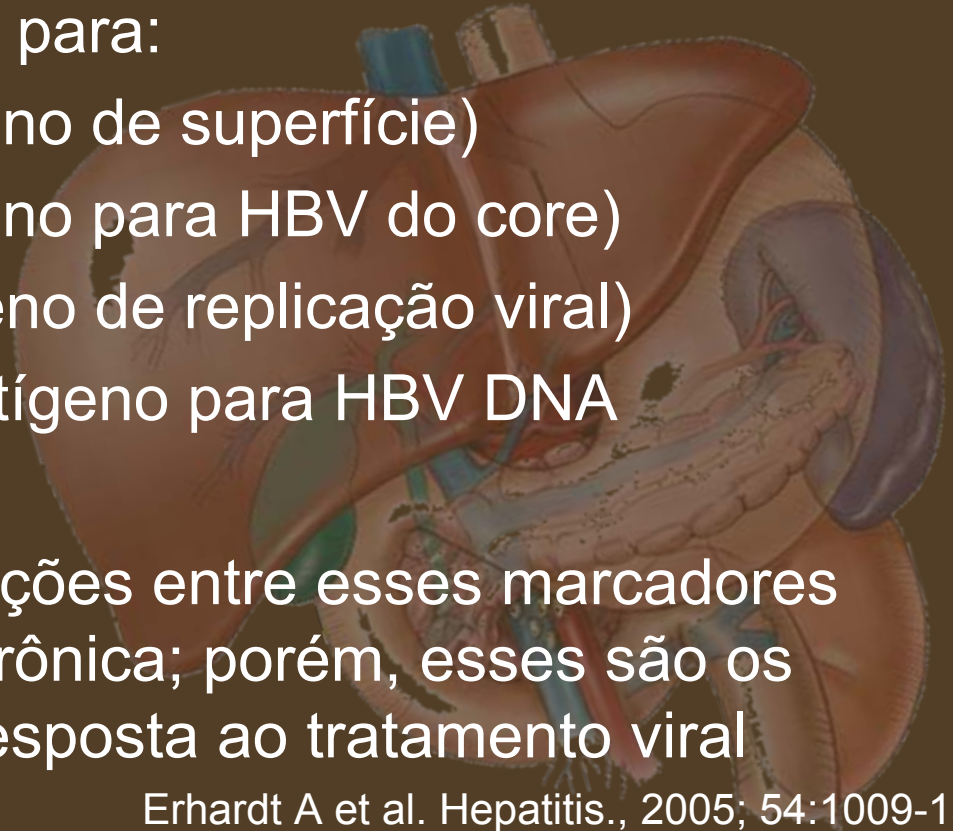 para:
no de superfície)
no para HBV do core)
eno de replicação viral)
tígeno para HBV DNA
ções entre esses marcadores
rônica; porém, esses são os
esposta ao tratamento viral
Erhardt A et al. Hepatitis., 2005; 54:1009-1